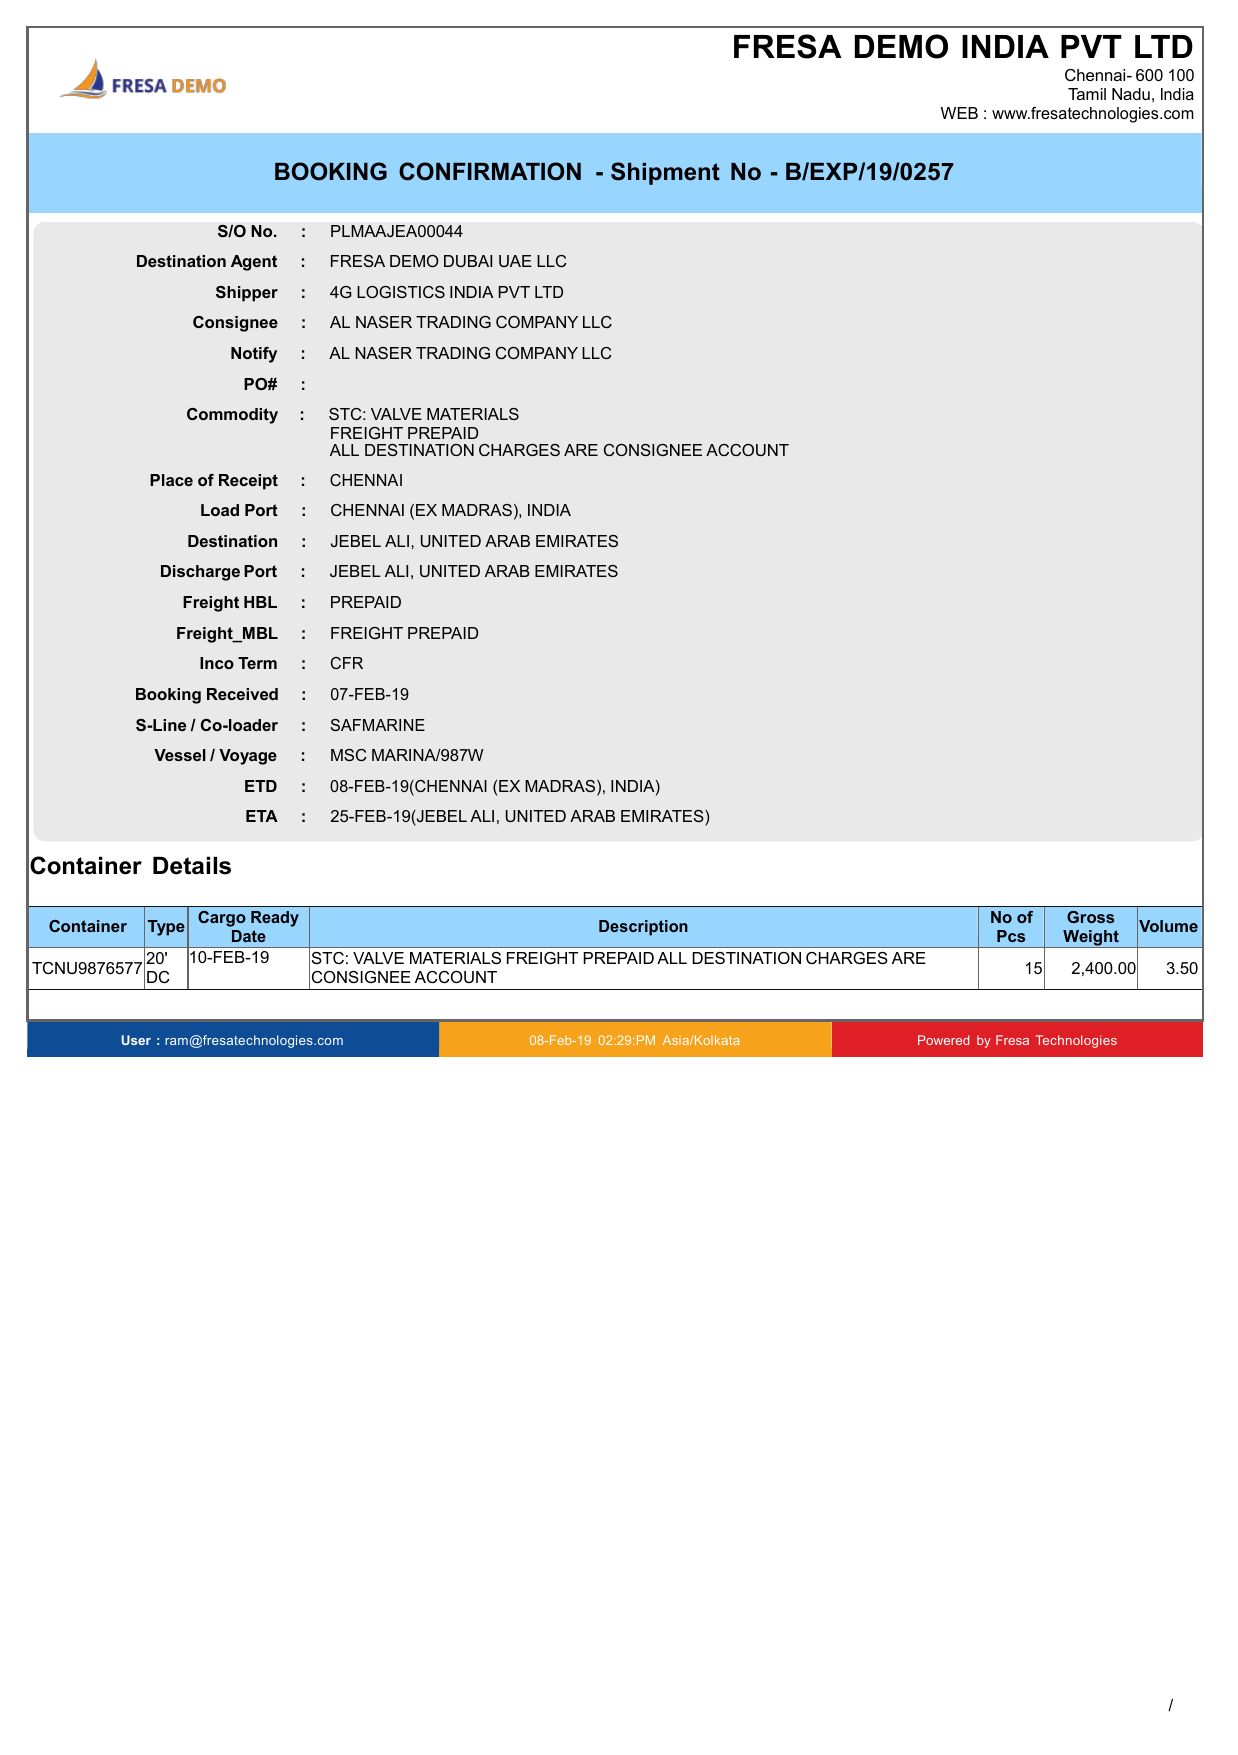 FRESA DEMO
FRESA DEMO INDIA PVT LTD
Chennai- 600 100
Tamil Nadu, India
WEB : www.fresatechnologies.com
BOOKING CONFIRMATION - Shipment No - B/EXP/19/0257
S/O No. : PLMAAJEA00044
Destination Agent : FRESA DEMO DUBAI UAE LLC
Shipper : 4G LOGISTICS INDIA PVT LTD
Consignee : AL NASER TRADING COMPANY LLC
Notify : AL NASER TRADING COMPANY LLC
PO# :
Commodity : STC: VALVE MATERIALS
FREIGHT PREPAID
ALL DESTINATION CHARGES ARE CONSIGNEE ACCOUNT
Place of Receipt : CHENNAI
Load Port : CHENNAI (EX MADRAS), INDIA
Destination : JEBEL ALI, UNITED ARAB EMIRATES
Discharge Port : JEBEL ALI, UNITED ARAB EMIRATES
Freight HBL : PREPAID
Freight_MBL : FREIGHT PREPAID
Inco Term : CFR
Booking Received : 07-FEB-19
S-Line / Co-loader : SAFMARINE
Vessel / Voyage : MSC MARINA/987W
ETD : 08-FEB-19(CHENNAI (EX MADRAS), INDIA)
ETA : 25-FEB-19(JEBEL ALI, UNITED ARAB EMIRATES)
Container Details
Container Type Cargo Ready Date Description No of Pcs Gross Weight Volume
TCNU9876577 20' DC 10-FEB-19 STC: VALVE MATERIALS FREIGHT PREPAID ALL DESTINATION CHARGES ARE CONSIGNEE ACCOUNT 15 2,400.00 3.50
User : ram@fresatechnologies.com 08-Feb-19 02:29:PM Asia/Kolkata Powered by Fresa Technologies
/